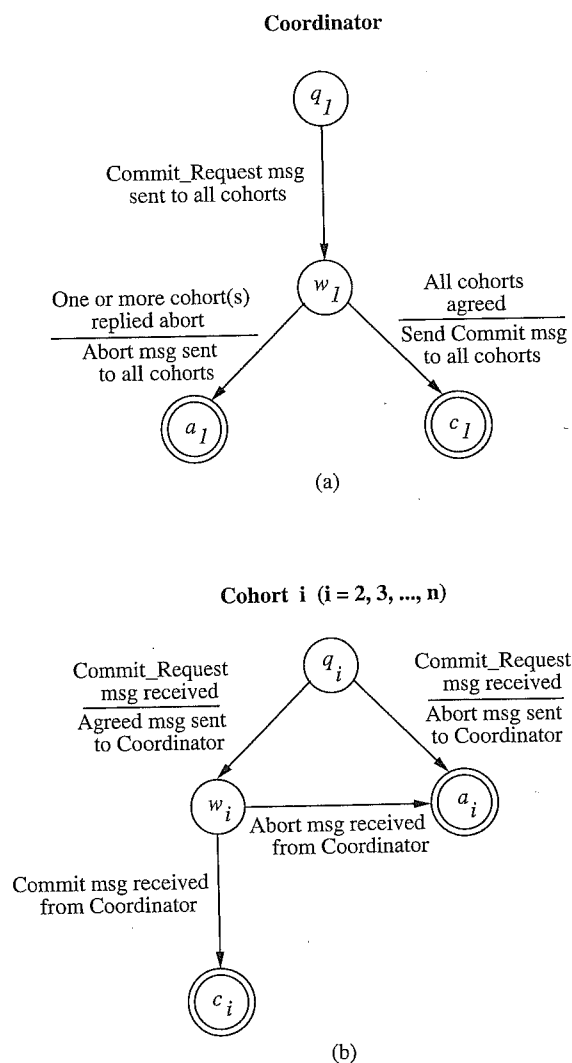 Coordinator
q1
Commit_Request msg
sent to all cohorts
w1
One or more cohort(s)
replied abort
Abort msg sent
to all cohorts
All cohorts
agreed
Send Commit msg
to all cohorts
a1
c1
(a)
Cohort i (i = 2, 3, ..., n)
qi
Commit_Request
msg received
Agreed msg sent
to Coordinator
Commit_Request
msg received
Abort msg sent
to Coordinator
wi
ai
Abort msg received
from Coordinator
Commit msg received
from Coordinator
ci
(b)